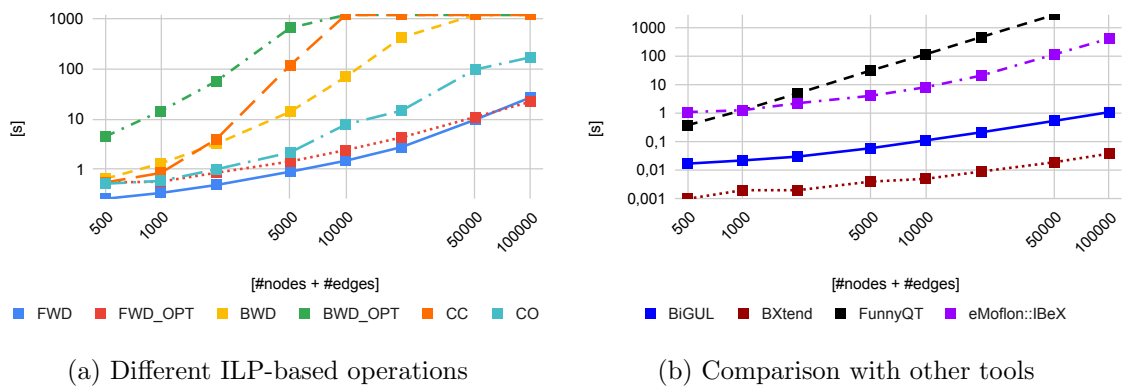 1000
100
10
1
[s]
500
1000
5000
10000
50000
100000
[#nodes + #edges]
FWD FWD_OPT BWD BWD_OPT CC CO
(a) Different ILP-based operations
1000
100
10
1
0,1
0,01
0,001
[s]
500
1000
5000
10000
50000
100000
[#nodes + #edges]
BiGUL BXtend FunnyQT eMoflon::IBeX
(b) Comparison with other tools